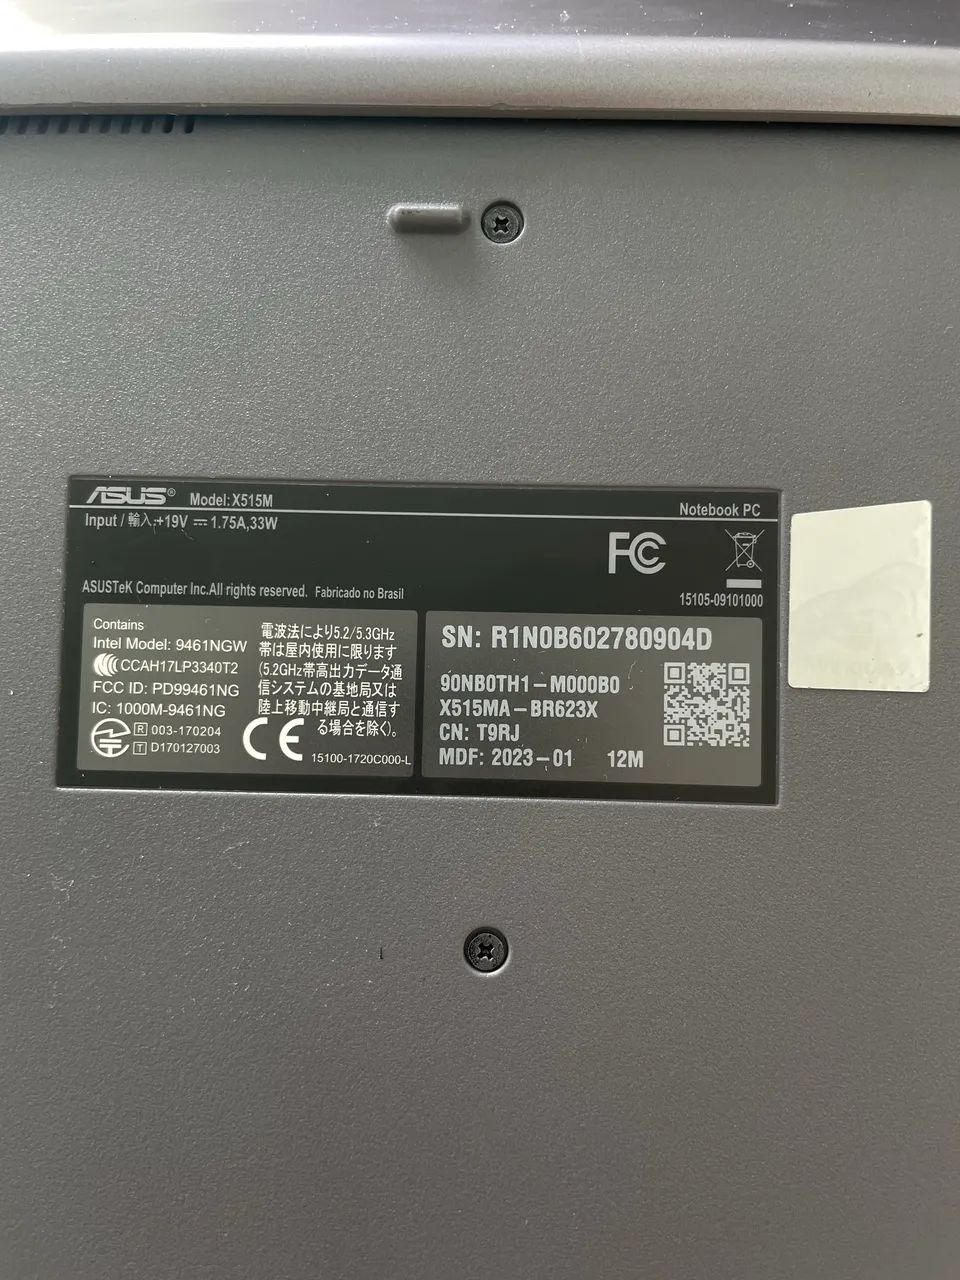 ASUS® Model:X515M
Notebook PC
Input / 輸入:+19V ⎓ 1.75A,33W
FC
ASUSTeK Computer Inc.All rights reserved. Fabricado no Brasil
15105-09101000
Contains
Intel Model: 9461NGW
CCAH17LP3340T2
FCC ID: PD99461NG
IC: 1000M-9461NG
R 003-170204
T D170127003
電波法により5.2/5.3GHz
帯は屋内使用に限ります
(5.2GHz帯高出力データ通
信システムの基地局又は
陸上移動中継局と通信す
る場合を除く)。
CE
15100-1720C000-L
SN: R1N0B602780904D
90NB0TH1-M000B0
X515MA-BR623X
CN: T9RJ
MDF: 2023-01 12M